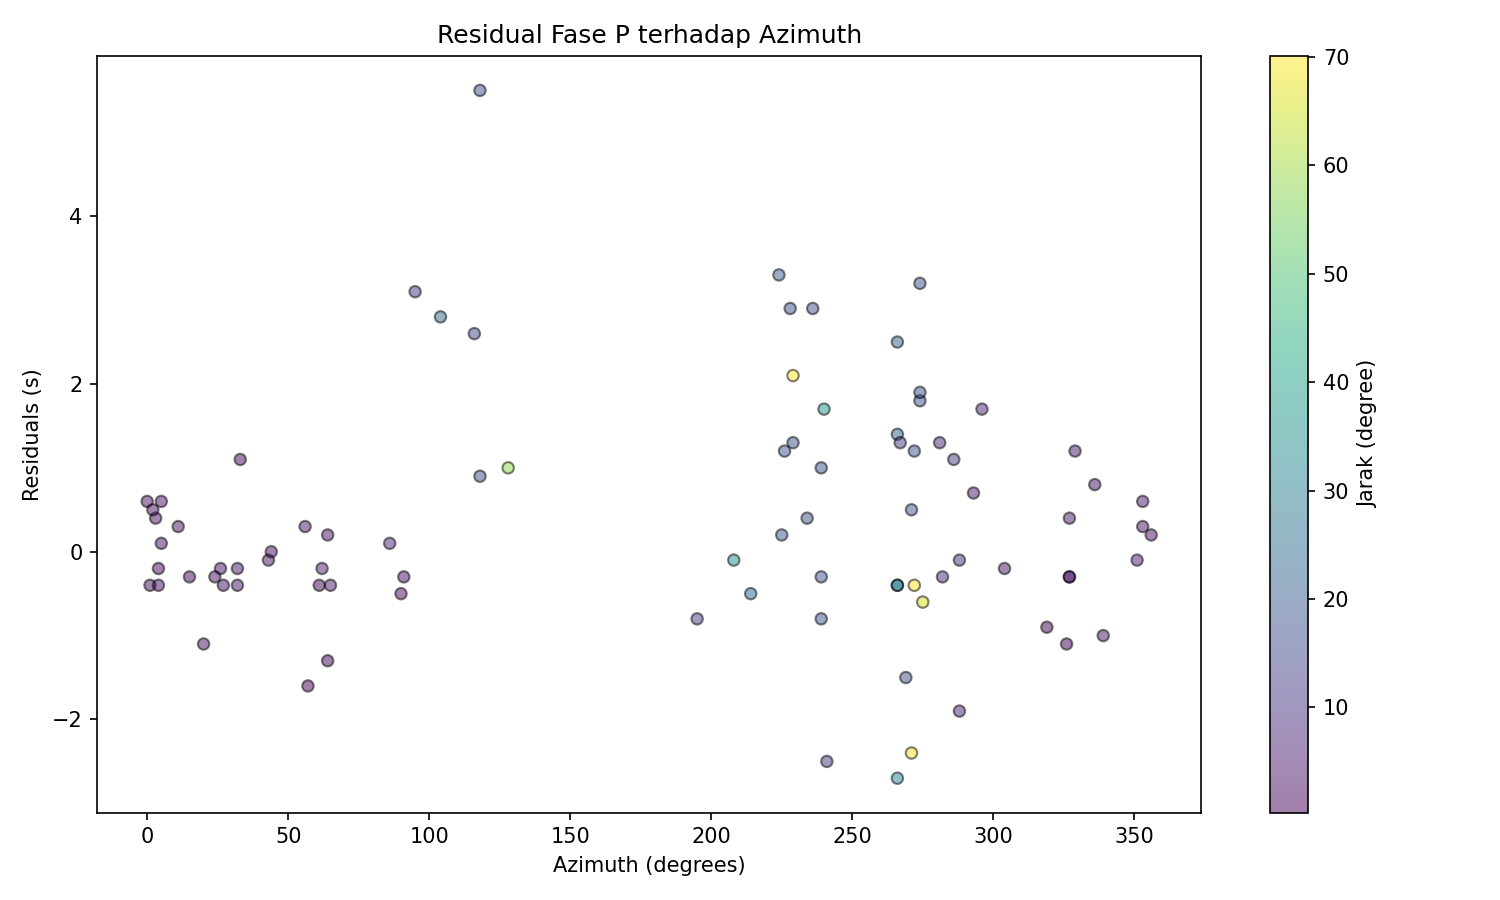 Residual Fase P terhadap Azimuth
Residuals (s)
4
2
0
−2
0 50 100 150 200 250 300 350
Azimuth (degrees)
70
60
50
40
30
20
10
Jarak (degree)